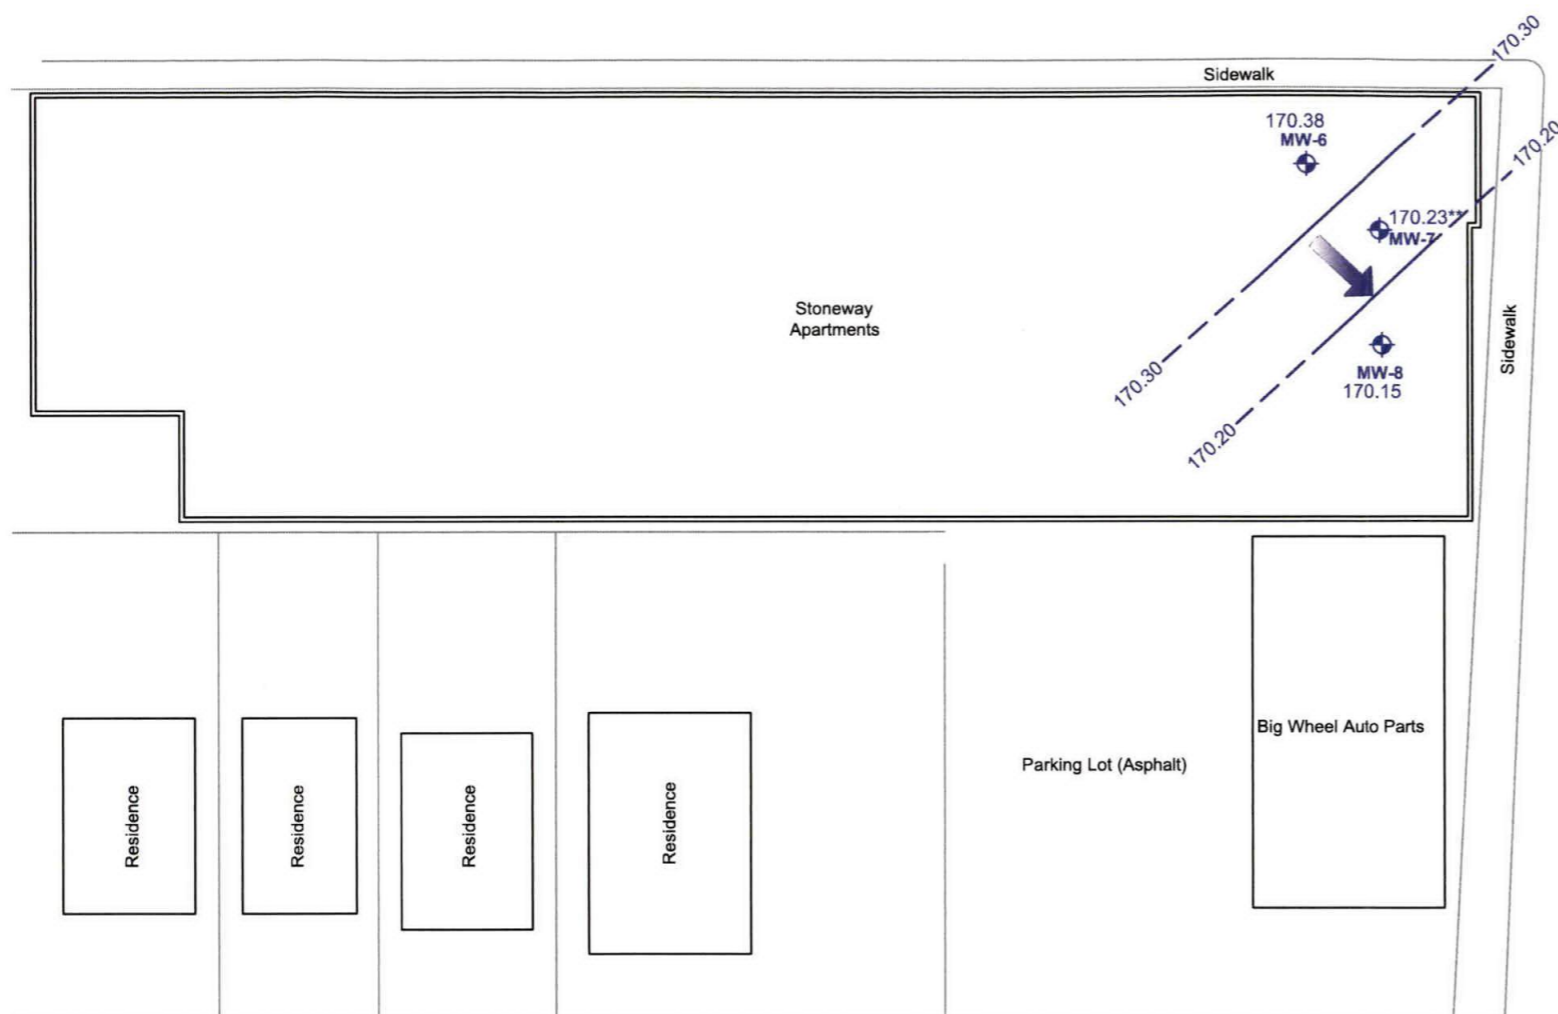 170.30
Sidewalk
170.38
MW-6
170.20
170.23**
MW-7
Stoneway
Apartments
Sidewalk
170.30
MW-8
170.15
170.20
Big Wheel Auto Parts
Parking Lot (Asphalt)
Residence
Residence
Residence
Residence